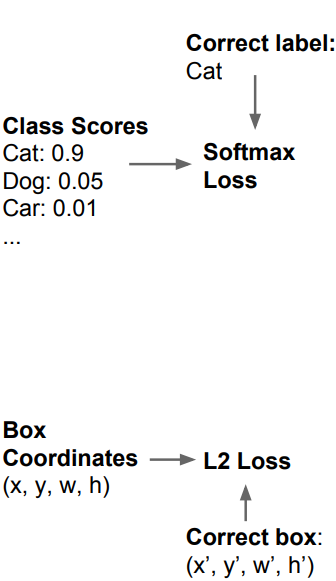 Correct label:
Cat
Class Scores
Cat: 0.9
Dog: 0.05
Car: 0.01
...
Softmax
Loss
Box
Coordinates
(x, y, w, h)
L2 Loss
Correct box:
(x’, y’, w’, h’)